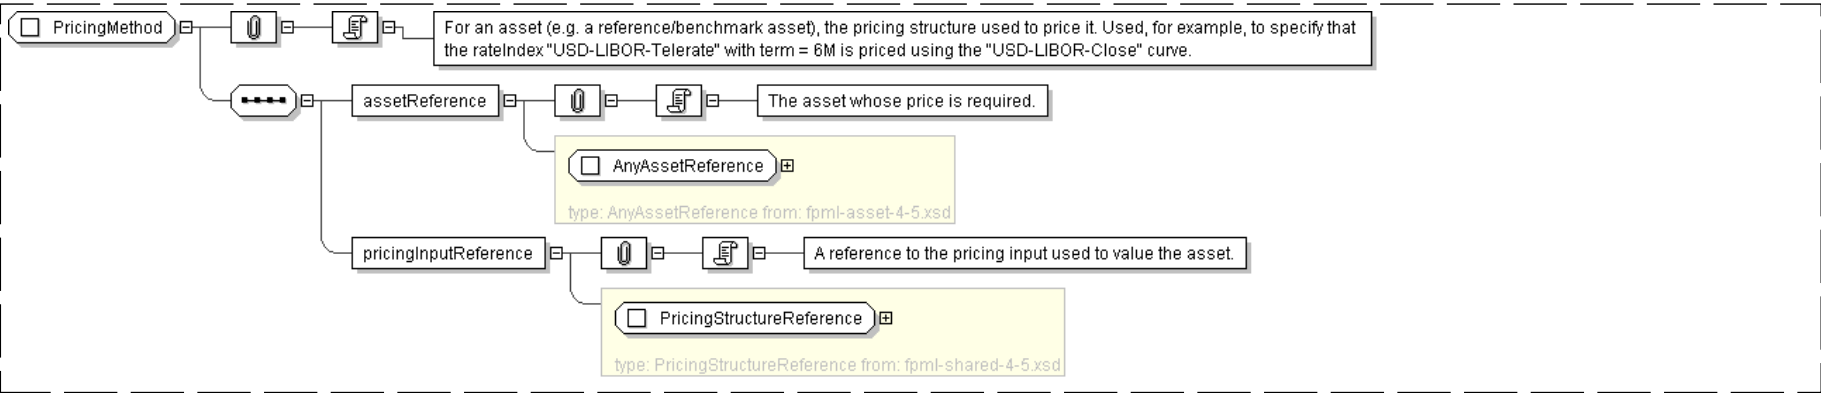 PricingMethod
For an asset (e.g. a reference/benchmark asset), the pricing structure used to price it. Used, for example, to specify that
the rateIndex "USD-LIBOR-Telerate" with term = 6M is priced using the "USD-LIBOR-Close" curve.
assetReference
The asset whose price is required.
AnyAssetReference
type: AnyAssetReference from: fpml-asset-4-5.xsd
pricingInputReference
A reference to the pricing input used to value the asset.
PricingStructureReference
type: PricingStructureReference from: fpml-shared-4-5.xsd